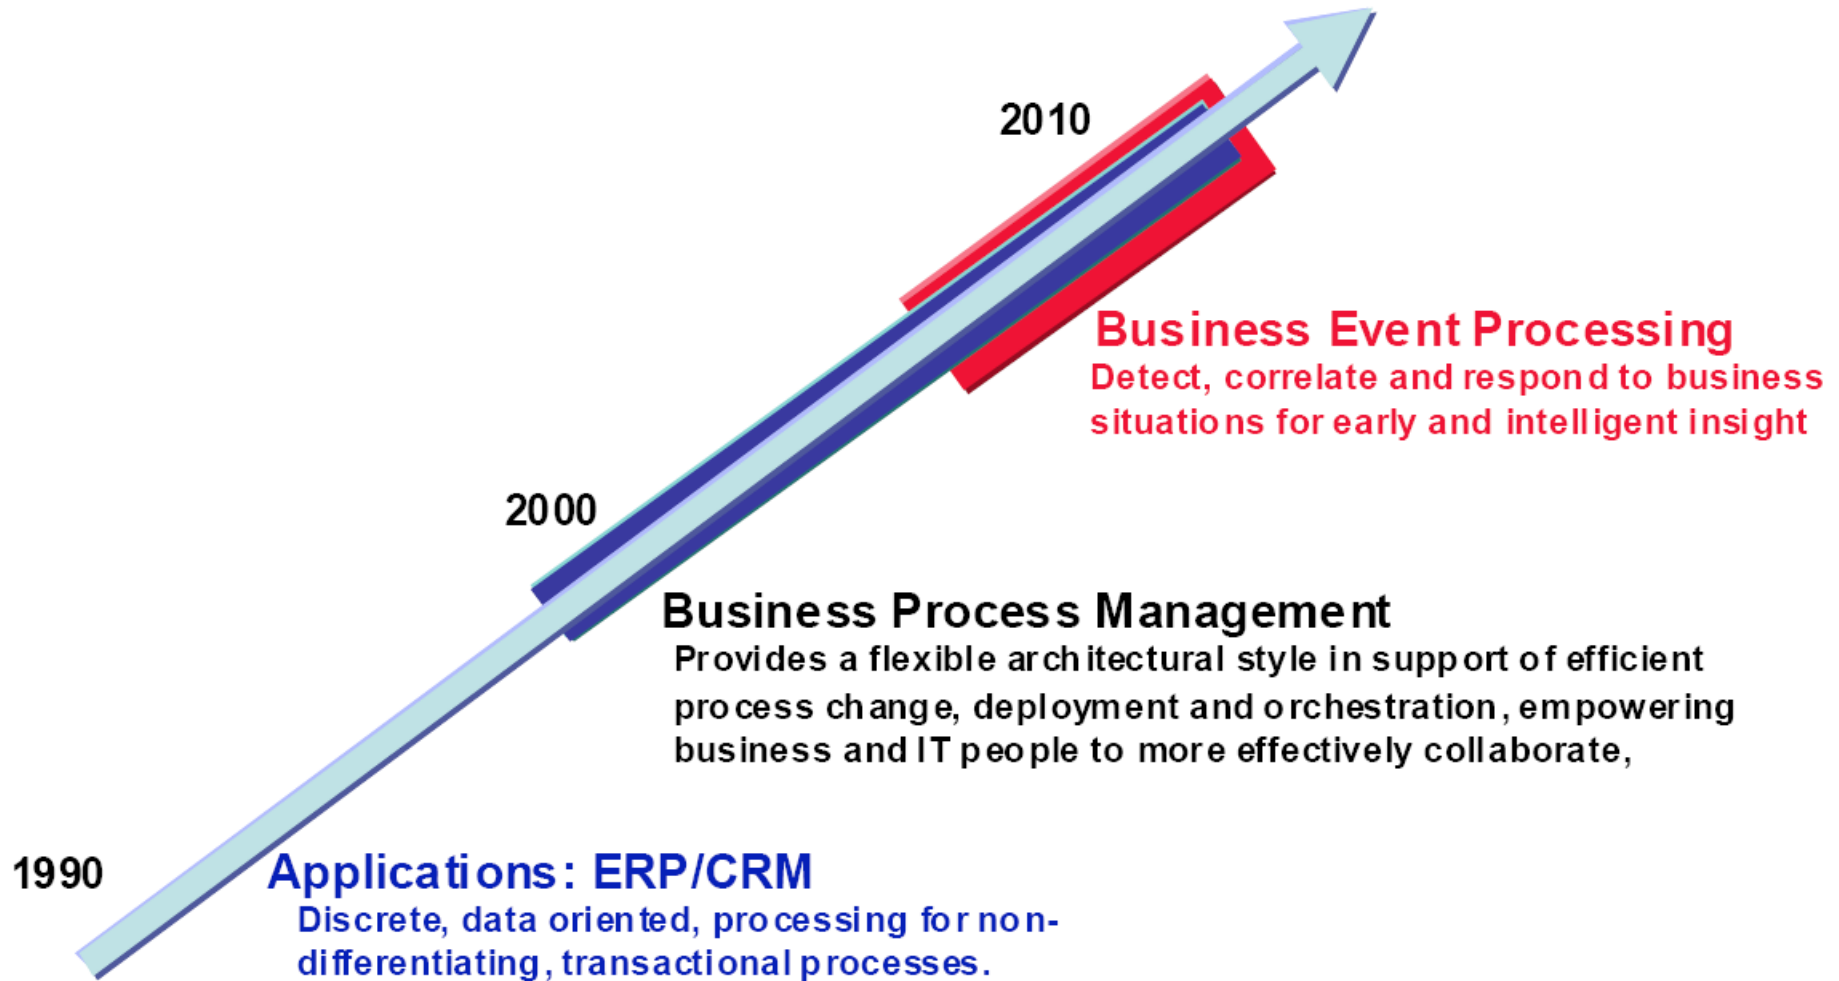 2010
Business Event Processing
Detect, correlate and respond to business
situations for early and intelligent insight
2000
Business Process Management
Provides a flexible architectural style in support of efficient
process change, deployment and orchestration, empowering
business and IT people to more effectively collaborate,
1990
Applications: ERP/CRM
Discrete, data oriented, processing for non-
differentiating, transactional processes.